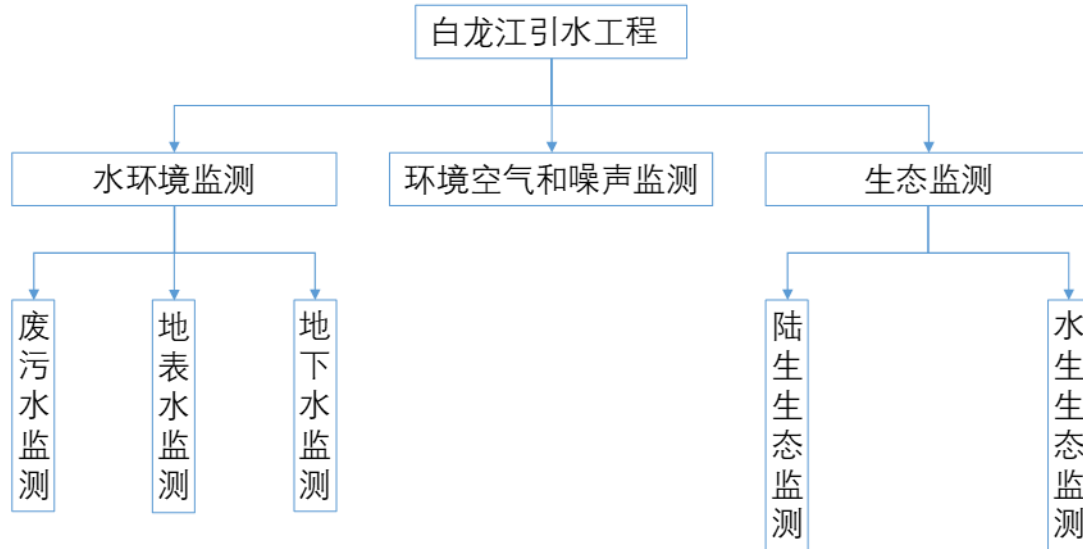 白龙江引水工程
水环境监测
环境空气和噪声监测
生态监测
废污水监测
地表水监测
地下水监测
陆生生态监测
水生生态监测